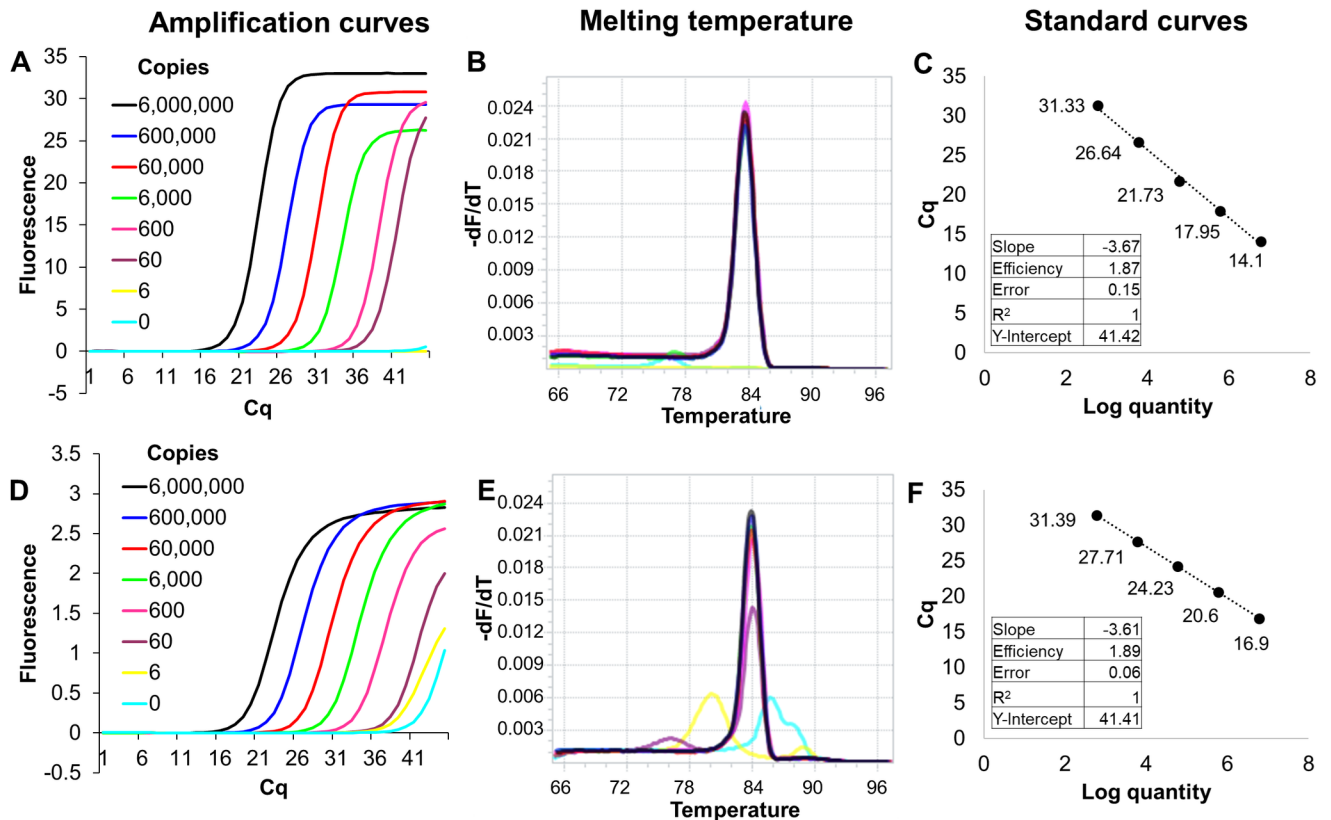 Amplification curves
Melting temperature
Standard curves
A
35
30
25
20
15
10
5
0
-5
Fluorescence
Copies
6,000,000
600,000
60,000
6,000
600
60
6
0
1 6 11 16 21 26 31 36 41
Cq
B
0.024
0.021
0.018
0.015
0.012
0.009
0.006
0.003
-dF/dT
66 72 78 84 90 96
Temperature
C
Cq
35
30
25
20
15
10
5
0
31.33
26.64
21.73
17.95
14.1
Slope -3.67
Efficiency 1.87
Error 0.15
R² 1
Y-Intercept 41.42
0 2 4 6 8
Log quantity
D
3.5
3
2.5
2
1.5
1
0.5
0
-0.5
Fluorescence
Copies
6,000,000
600,000
60,000
6,000
600
60
6
0
1 6 11 16 21 26 31 36 41
Cq
E
0.024
0.021
0.018
0.015
0.012
0.009
0.006
0.003
-dF/dT
66 72 78 84 90 96
Temperature
F
Cq
35
30
25
20
15
10
5
0
31.39
27.71
24.23
20.6
16.9
Slope -3.61
Efficiency 1.89
Error 0.06
R² 1
Y-Intercept 41.41
0 2 4 6 8
Log quantity